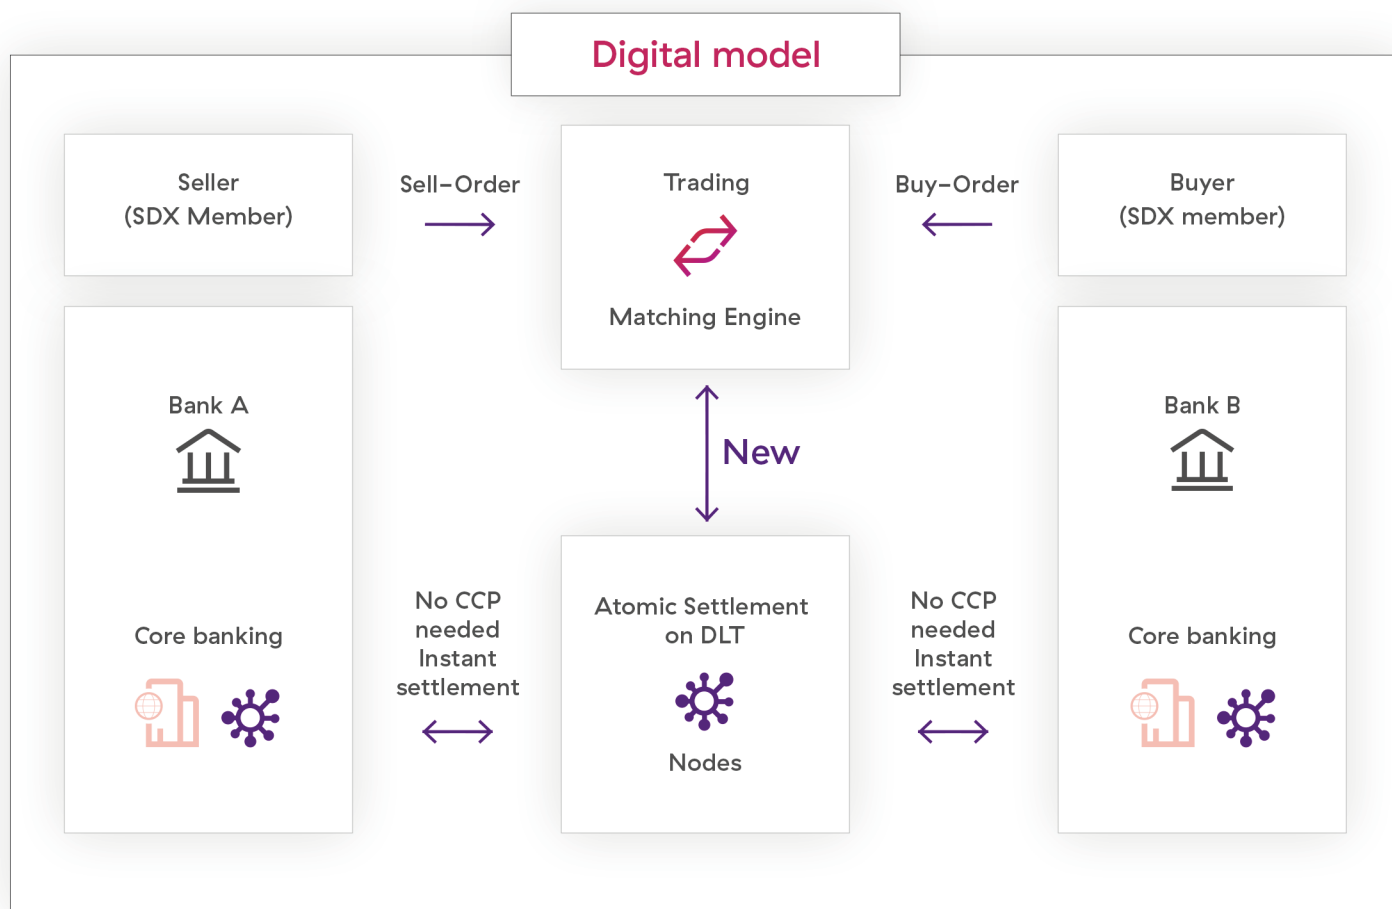 Digital model
Seller
(SDX Member)
Sell-Order
Trading
Matching Engine
Buy-Order
Buyer
(SDX member)
Bank A
New
Bank B
Core banking
No CCP
needed
Instant
settlement
Atomic Settlement
on DLT
Nodes
No CCP
needed
Instant
settlement
Core banking